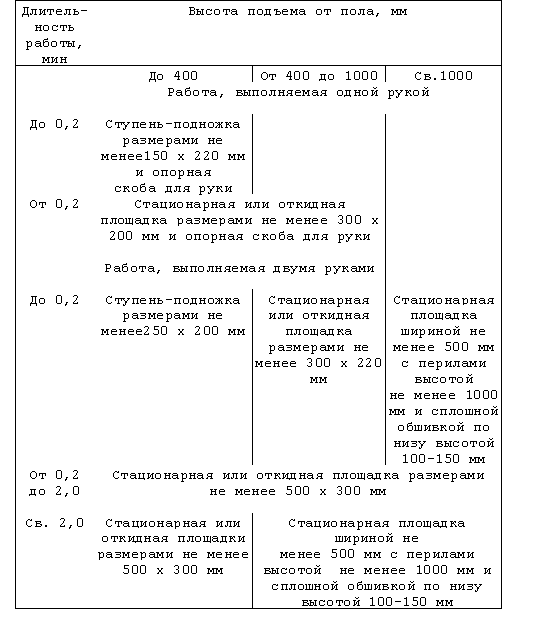 Длитель-
ность
работы,
мин
Высота подъема от пола, мм
До 400
От 400 до 1000
Св.1000
Работа, выполняемая одной рукой
До 0,2
Ступень-подножка
размерами не
менее150 x 220 мм
и опорная
скоба для руки
От 0,2
Стационарная или откидная
площадка размерами не менее 300 x
200 мм и опорная скоба для руки
Работа, выполняемая двумя руками
До 0,2
Ступень-подножка
размерами не
менее250 x 200 мм
Стационарная
или откидная
площадка
размерами не
менее 300 x 220
мм
Стационарная
площадка
шириной не
менее 500 мм
с перилами
высотой
не менее 1000
мм и сплошной
обшивкой по
низу высотой
100-150 мм
От 0,2
до 2,0
Стационарная или откидная площадка размерами
не менее 500 x 300 мм
Св. 2,0
Стационарная или
откидная площадки
размерами не менее
500 x 300 мм
Стационарная площадка
шириной не
менее 500 мм с перилами
высотой не менее 1000 мм и
сплошной обшивкой по низу
высотой 100-150 мм